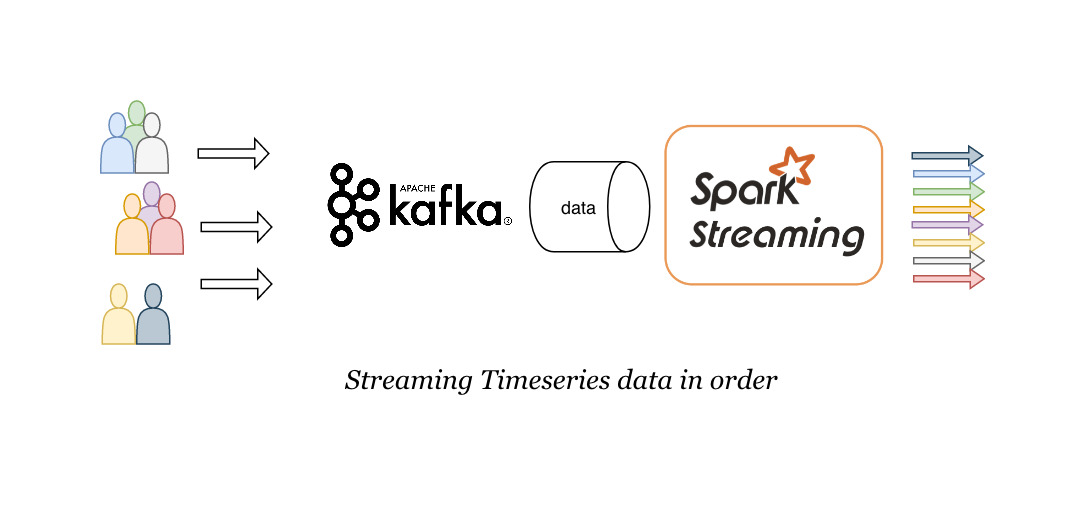 APACHE
kafka
data
Spark
Streaming
Streaming Timeseries data in order